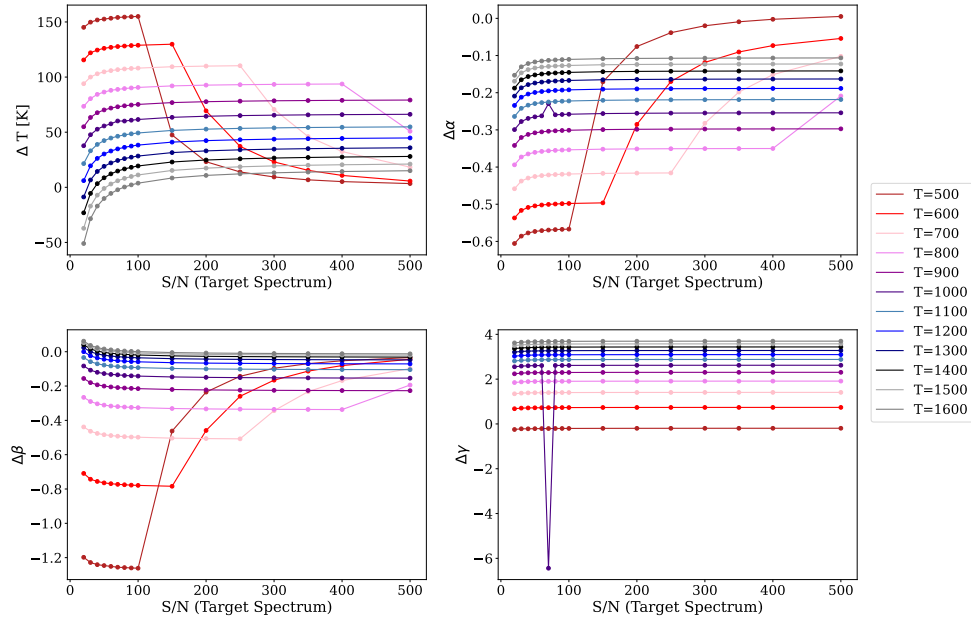 150
100
50
0
−50
Δ T [K]
0 100 200 300 400 500
S/N (Target Spectrum)
0.0
−0.1
−0.2
−0.3
−0.4
−0.5
−0.6
Δα
0 100 200 300 400 500
S/N (Target Spectrum)
0.0
−0.2
−0.4
−0.6
−0.8
−1.0
−1.2
Δβ
0 100 200 300 400 500
S/N (Target Spectrum)
4
2
0
−2
−4
−6
Δγ
0 100 200 300 400 500
S/N (Target Spectrum)
T=500
T=600
T=700
T=800
T=900
T=1000
T=1100
T=1200
T=1300
T=1400
T=1500
T=1600